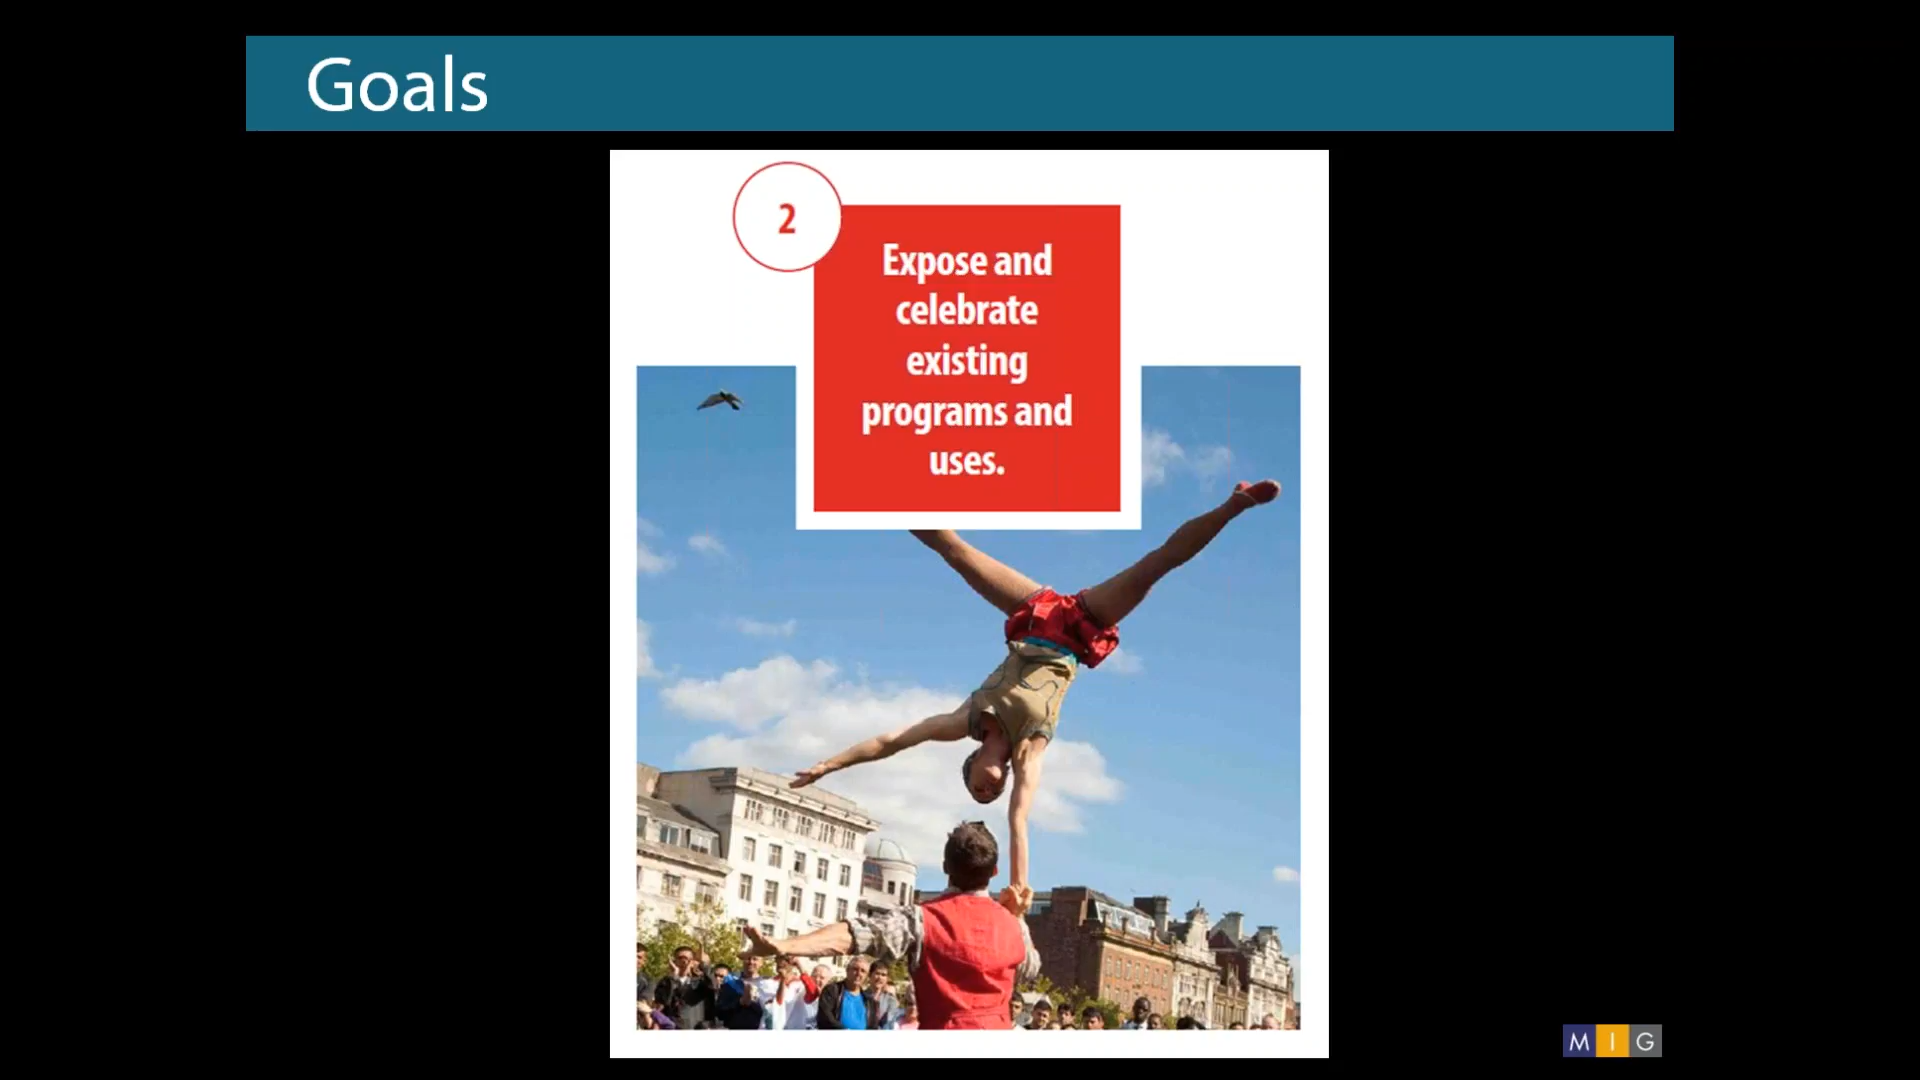 Goals
2
Expose and
celebrate
existing
programs and
uses.
MIG